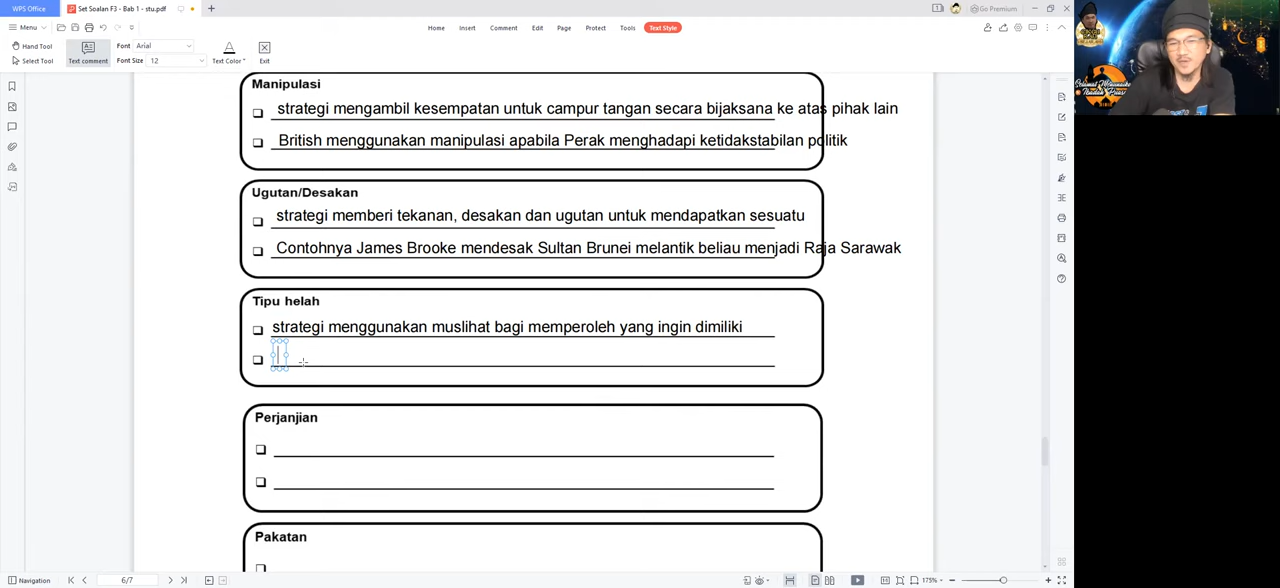 WPS Office
Set Soalan F3 - Bab 1 - stu.pdf
Go Premium
Menu
Home Insert Comment Edit Page Protect Tools Text Style
Hand Tool
Select Tool
Text comment
Font Arial
Font Size 12
Text Color
Exit
Manipulasi
strategi mengambil kesempatan untuk campur tangan secara bijaksana ke atas pihak lain
British menggunakan manipulasi apabila Perak menghadapi ketidakstabilan politik
Ugutan/Desakan
strategi memberi tekanan, desakan dan ugutan untuk mendapatkan sesuatu
Contohnya James Brooke mendesak Sultan Brunei melantik beliau menjadi Raja Sarawak
Tipu helah
strategi menggunakan muslihat bagi memperoleh yang ingin dimiliki
Perjanjian
Pakatan
Navigation
6/7
175%